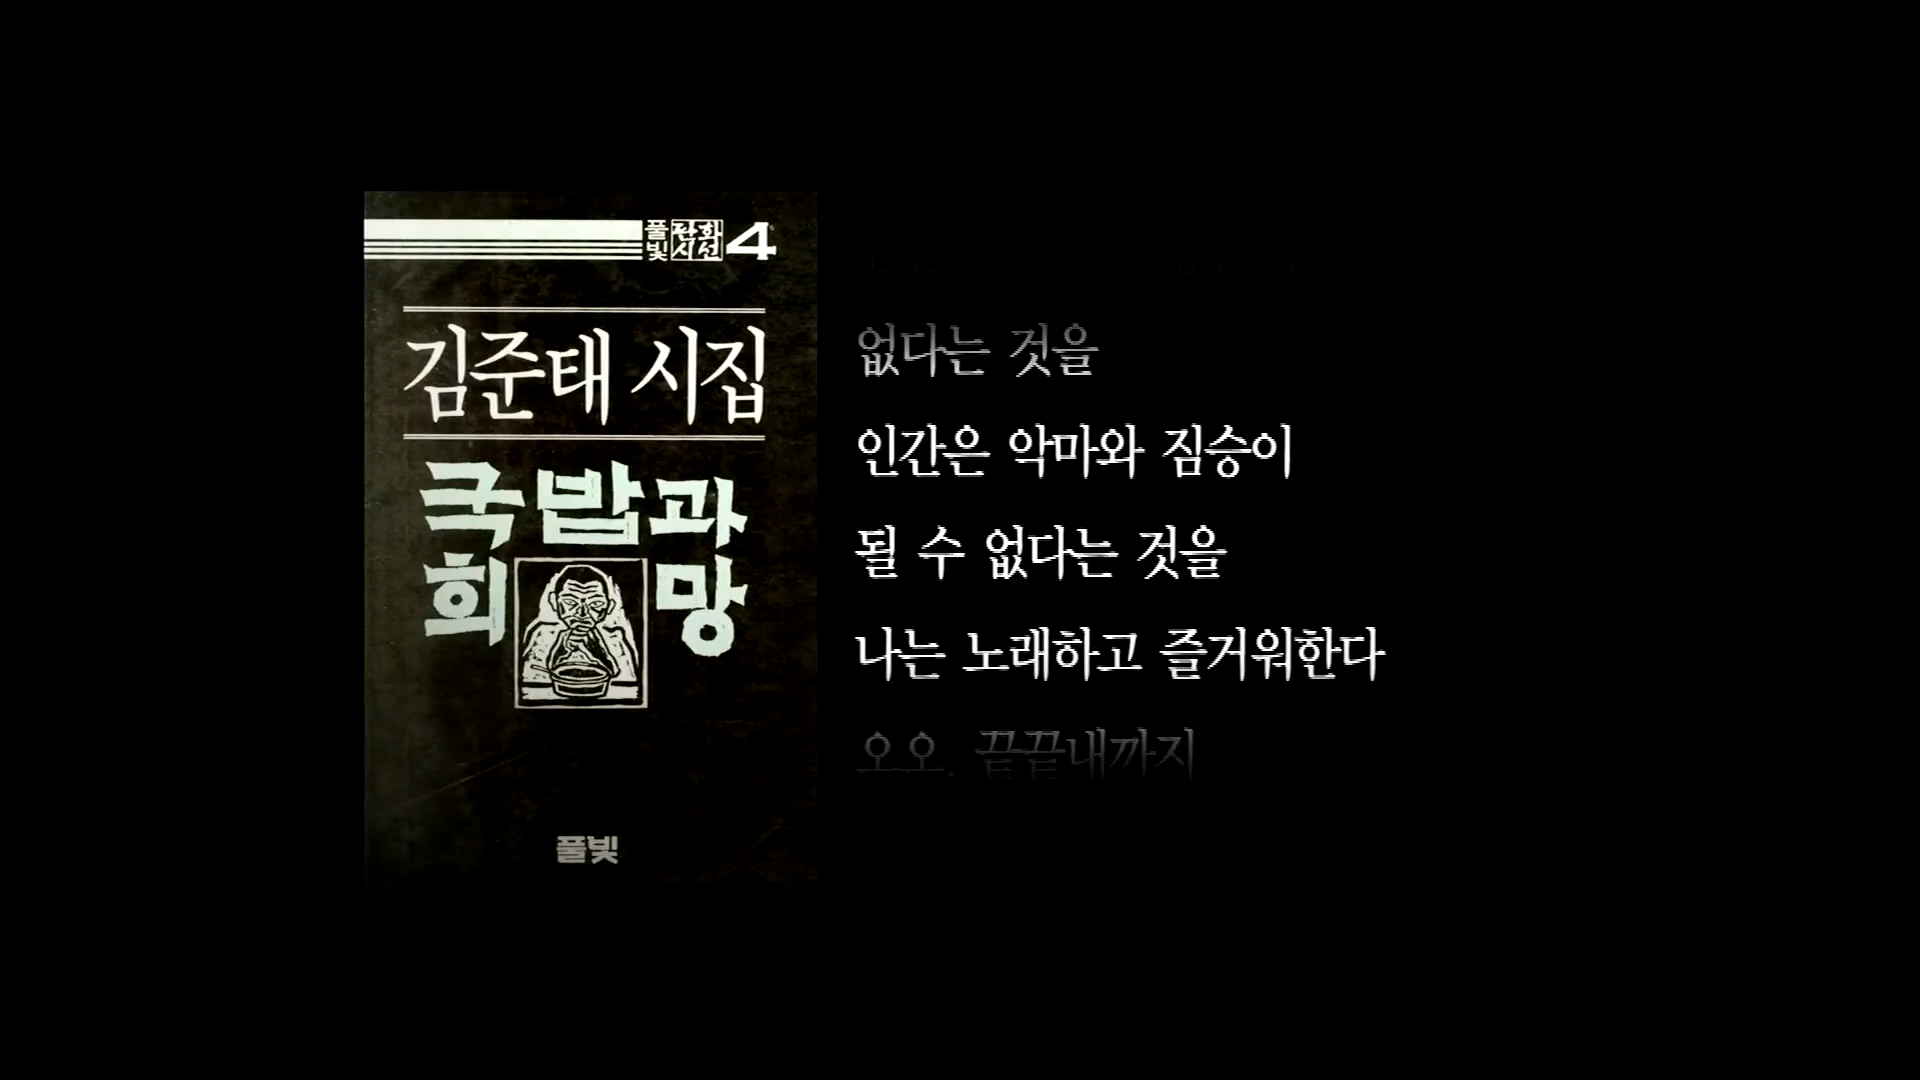 풀빛 판화시선 4
김준태 시집
국밥과
희망
풀빛
없다는 것을
인간은 악마와 짐승이
될 수 없다는 것을
나는 노래하고 즐거워한다
오오, 끝끝내까지